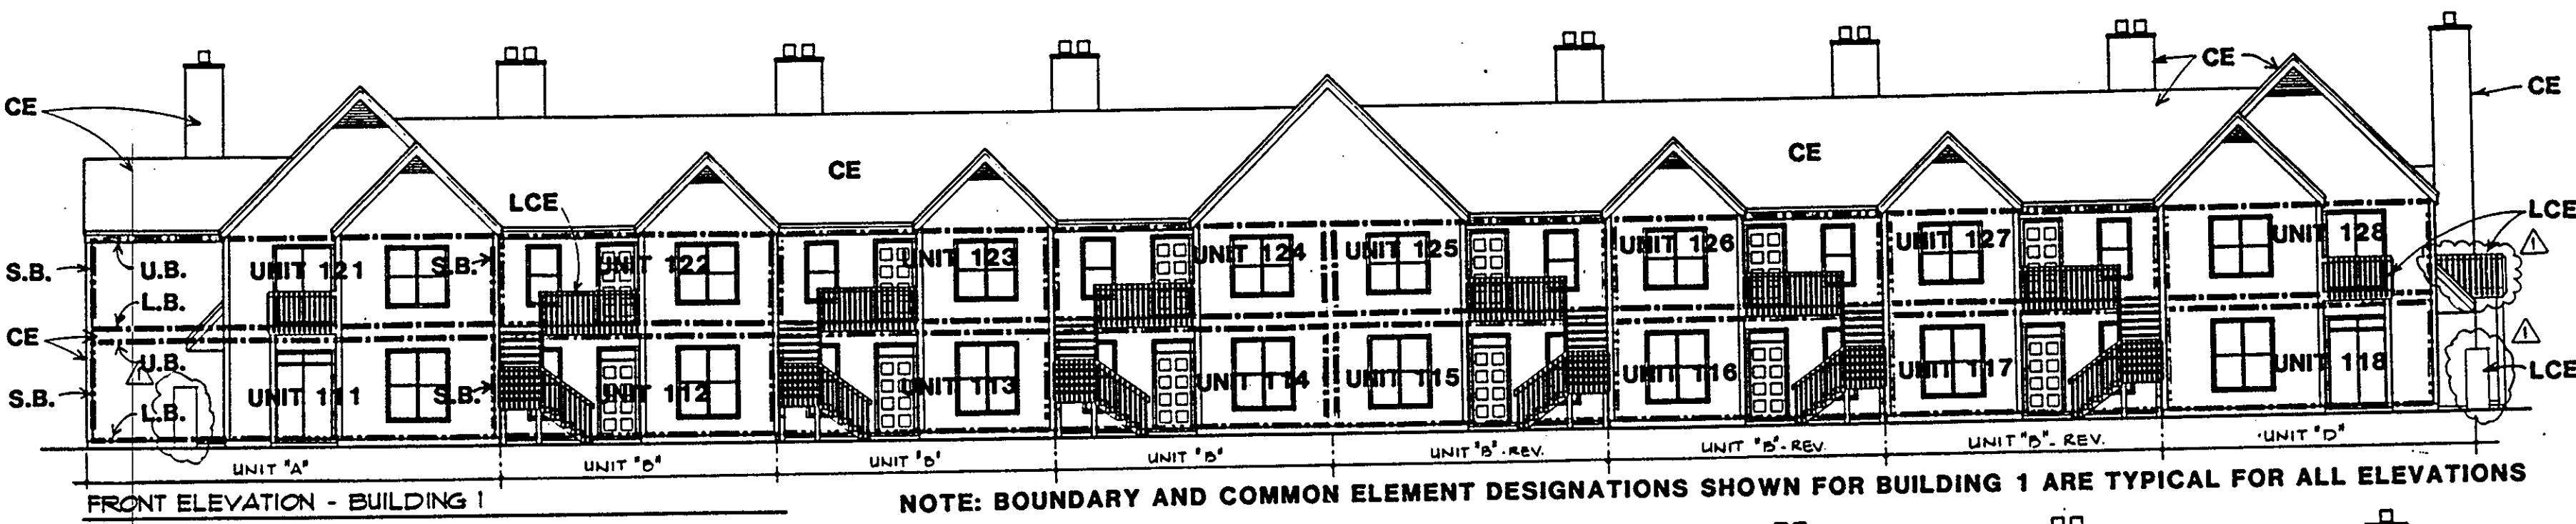 CE
CE
CE
CE
CE
LCE
LCE
UNIT 121
UNIT 122
UNIT 123
UNIT 124
UNIT 125
UNIT 126
UNIT 127
UNIT 128
S.B.
U.B.
S.B.
L.B.
CE
U.B.
1
1
1
S.B.
L.B.
S.B.
UNIT 111
UNIT 112
UNIT 113
UNIT 114
UNIT 115
UNIT 116
UNIT 117
UNIT 118
LCE
UNIT "A"
UNIT "B"
UNIT "B"
UNIT "B"
UNIT "B"-REV.
UNIT "B"-REV.
UNIT "B"-REV.
UNIT "D"
FRONT ELEVATION - BUILDING 1
NOTE: BOUNDARY AND COMMON ELEMENT DESIGNATIONS SHOWN FOR BUILDING 1 ARE TYPICAL FOR ALL ELEVATIONS